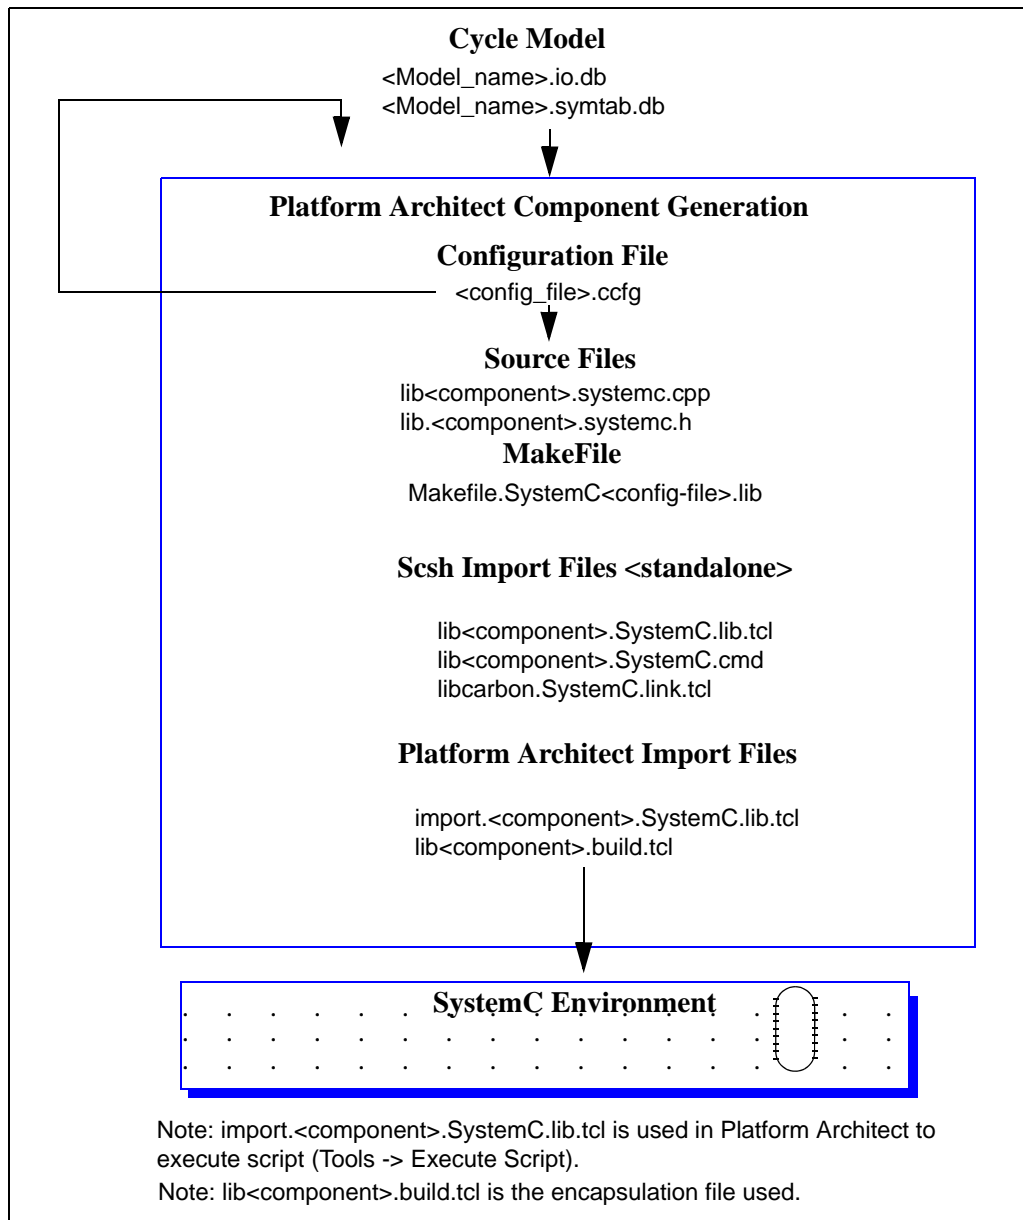 Cycle Model
<Model_name>.io.db
<Model_name>.symtab.db
Platform Architect Component Generation
Configuration File
<config_file>.ccfg
Source Files
lib<component>.systemc.cpp
lib.<component>.systemc.h
MakeFile
Makefile.SystemC<config-file>.lib
Scsh Import Files <standalone>
lib<component>.SystemC.lib.tcl
lib<component>.SystemC.cmd
libcarbon.SystemC.link.tcl
Platform Architect Import Files
import.<component>.SystemC.lib.tcl
lib<component>.build.tcl
SystemC Environment
Note: import.<component>.SystemC.lib.tcl is used in Platform Architect to
execute script (Tools -> Execute Script).
Note: lib<component>.build.tcl is the encapsulation file used.